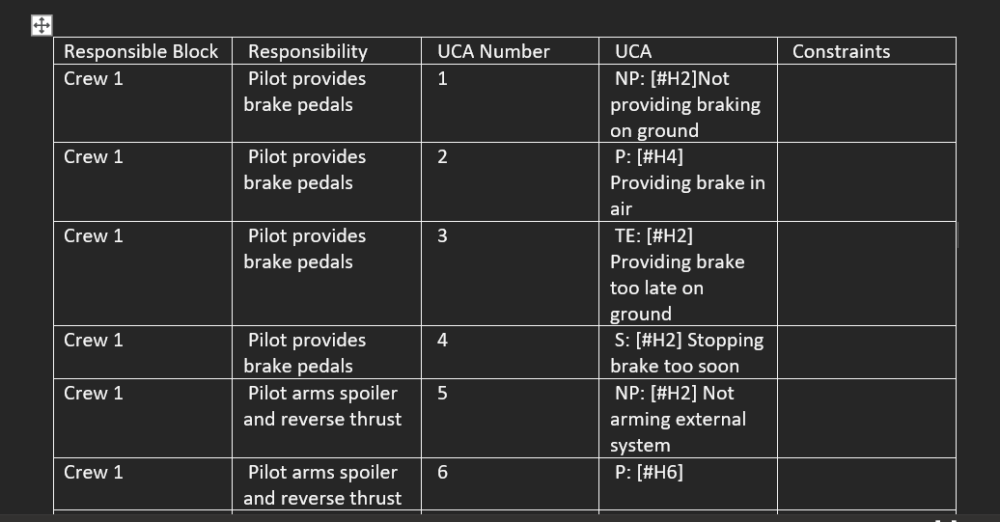 Responsible Block Responsibility UCA Number UCA Constraints
Crew 1 Pilot provides 1 NP: [#H2]Not
brake pedals providing braking
on ground
Crew 1 Pilot provides 2 P: [#H4]
brake pedals Providing brake in
air
Crew 1 Pilot provides 3 TE: [#H2]
brake pedals Providing brake
too late on
ground
Crew 1 Pilot provides 4 S: [#H2] Stopping
brake pedals brake too soon
Crew 1 Pilot arms spoiler 5 NP: [#H2] Not
and reverse thrust arming external
system
Crew 1 Pilot arms spoiler 6 P: [#H6]
and reverse thrust